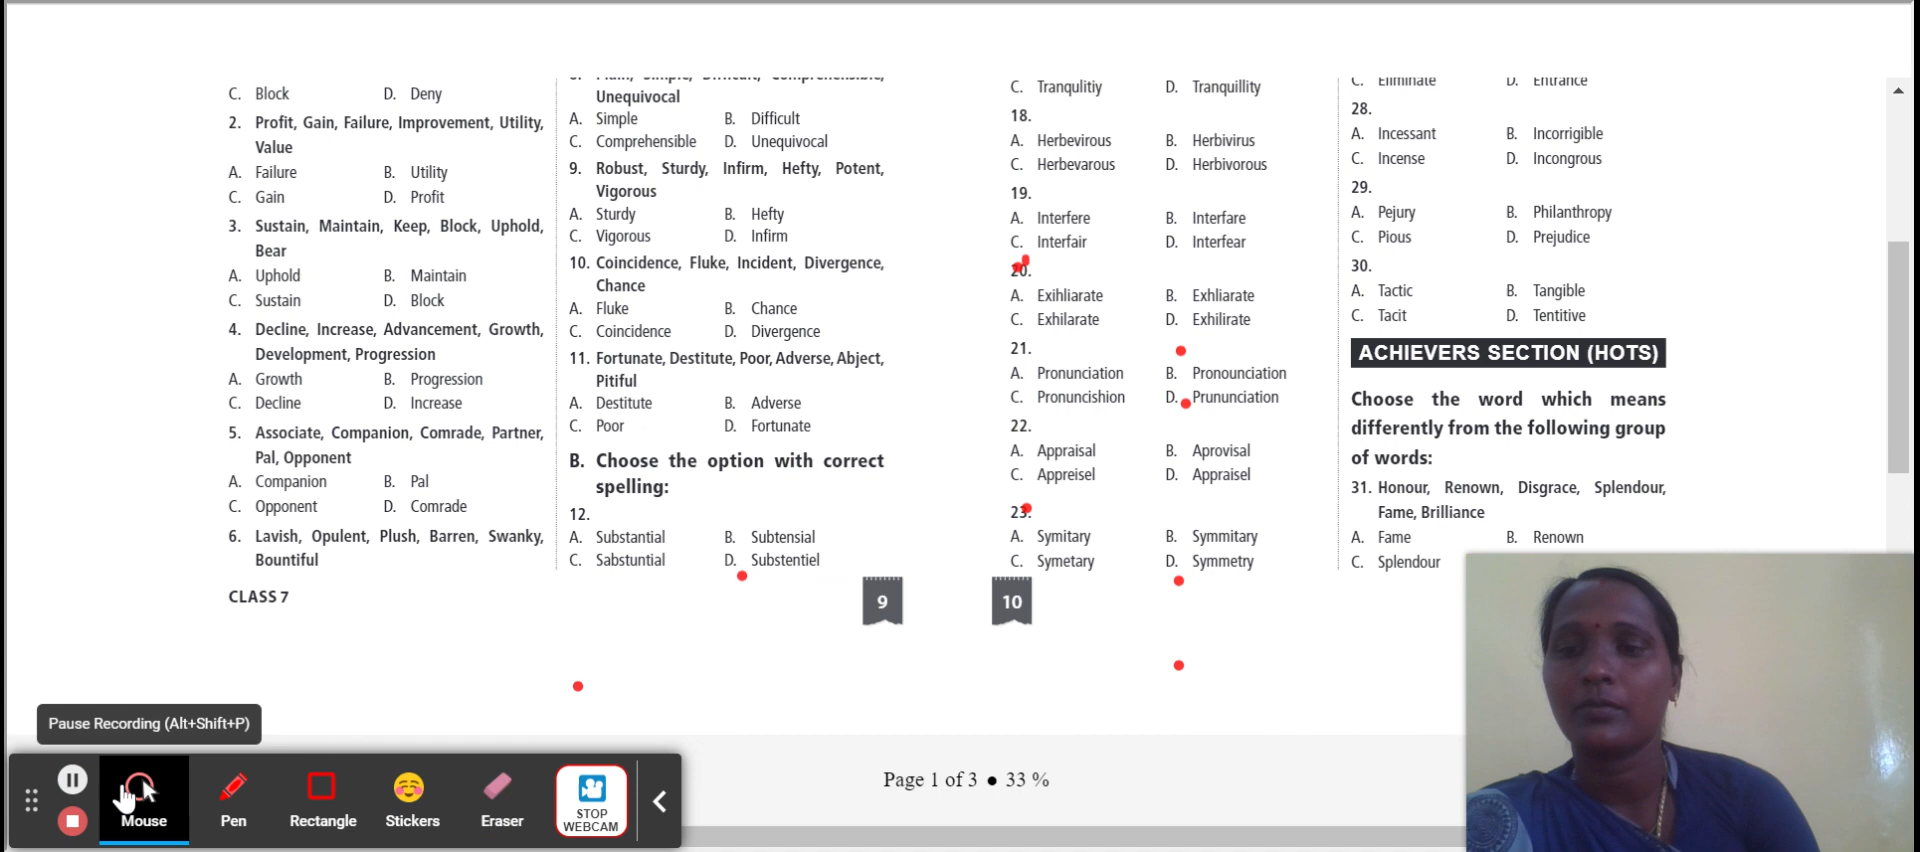 C. Block D. Deny
2. Profit, Gain, Failure, Improvement, Utility,
Value
A. Failure B. Utility
C. Gain D. Profit
3. Sustain, Maintain, Keep, Block, Uphold,
Bear
A. Uphold B. Maintain
C. Sustain D. Block
4. Decline, Increase, Advancement, Growth,
Development, Progression
A. Growth B. Progression
C. Decline D. Increase
5. Associate, Companion, Comrade, Partner,
Pal, Opponent
A. Companion B. Pal
C. Opponent D. Comrade
6. Lavish, Opulent, Plush, Barren, Swanky,
Bountiful
CLASS 7
Plain, Simple, Difficult, Comprehensible,
Unequivocal
A. Simple B. Difficult
C. Comprehensible D. Unequivocal
9. Robust, Sturdy, Infirm, Hefty, Potent,
Vigorous
A. Sturdy B. Hefty
C. Vigorous D. Infirm
10. Coincidence, Fluke, Incident, Divergence,
Chance
A. Fluke B. Chance
C. Coincidence D. Divergence
11. Fortunate, Destitute, Poor, Adverse, Abject,
Pitiful
A. Destitute B. Adverse
C. Poor D. Fortunate
B. Choose the option with correct
spelling:
12.
A. Substantial B. Subtensial
C. Sabstuntial D. Substentiel
9
C. Tranqulitiy D. Tranquillity
18.
A. Herbevirous B. Herbivirus
C. Herbevarous D. Herbivorous
19.
A. Interfere B. Interfare
C. Interfair D. Interfear
20.
A. Exihliarate B. Exhliarate
C. Exhilarate D. Exhilirate
21.
A. Pronunciation B. Pronounciation
C. Pronuncishion D. Prununciation
22.
A. Appraisal B. Aprovisal
C. Appreisel D. Appraisel
23.
A. Symitary B. Symmitary
C. Symetary D. Symmetry
10
C. Eliminate D. Entrance
28.
A. Incessant B. Incorrigible
C. Incense D. Incongrous
29.
A. Pejury B. Philanthropy
C. Pious D. Prejudice
30.
A. Tactic B. Tangible
C. Tacit D. Tentitive
ACHIEVERS SECTION (HOTS)
Choose the word which means
differently from the following group
of words:
31. Honour, Renown, Disgrace, Splendour,
Fame, Brilliance
A. Fame B. Renown
C. Splendour
Pause Recording (Alt+Shift+P)
Mouse Pen Rectangle Stickers Eraser STOP
WEBCAM
Page 1 of 3 ● 33 %